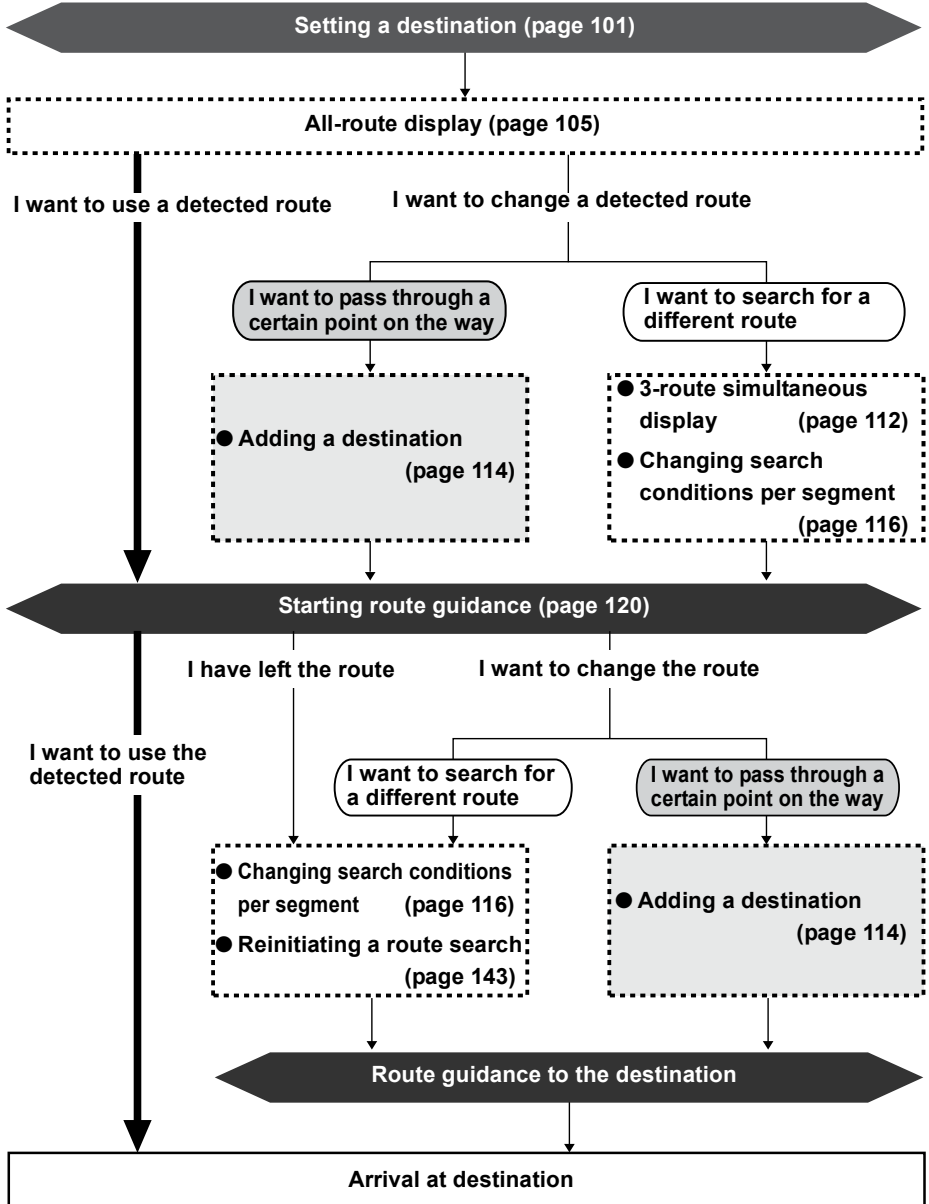 Setting a destination (page 101)
All-route display (page 105)
I want to use a detected route
I want to change a detected route
I want to pass through a
certain point on the way
I want to search for a
different route
● Adding a destination
(page 114)
● 3-route simultaneous
display (page 112)
● Changing search
conditions per segment
(page 116)
Starting route guidance (page 120)
I have left the route
I want to change the route
I want to use the
detected route
I want to search for
a different route
I want to pass through a
certain point on the way
● Changing search conditions
per segment (page 116)
● Reinitiating a route search
(page 143)
● Adding a destination
(page 114)
Route guidance to the destination
Arrival at destination